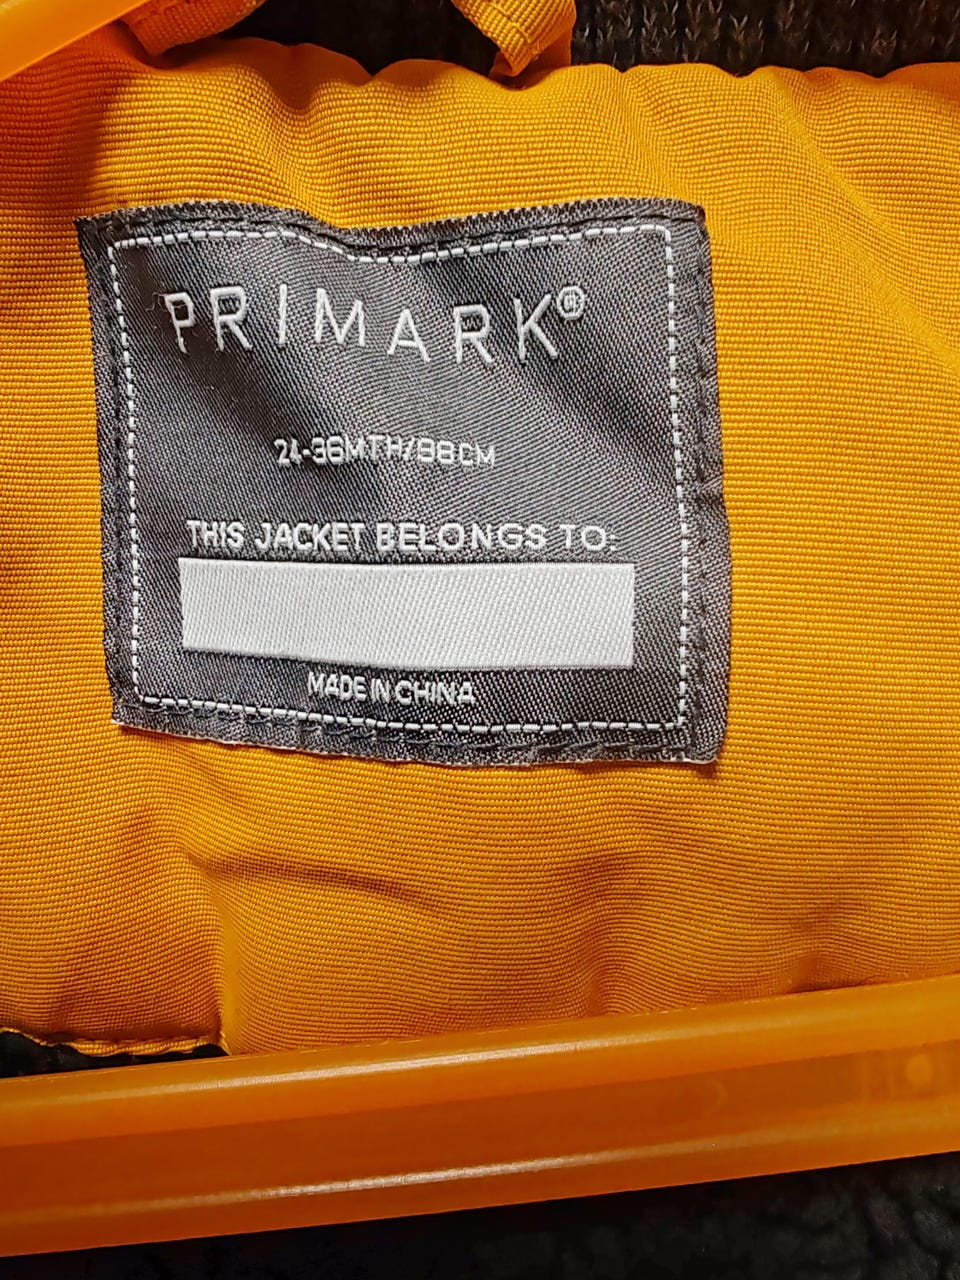 PRIMARK®
24-36MTH/98CM
THIS JACKET BELONGS TO:
MADE IN CHINA